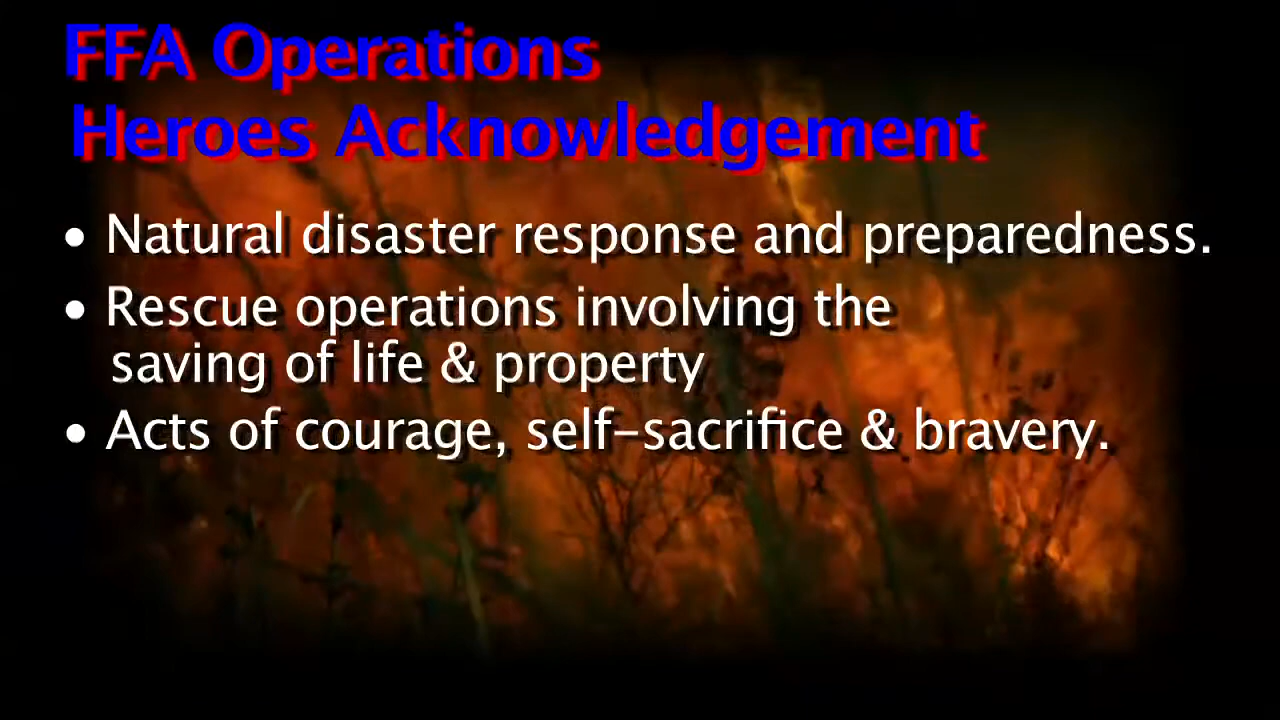 FFA Operations
Heroes Acknowledgement
• Natural disaster response and preparedness.
• Rescue operations involving the
saving of life & property
• Acts of courage, self-sacrifice & bravery.